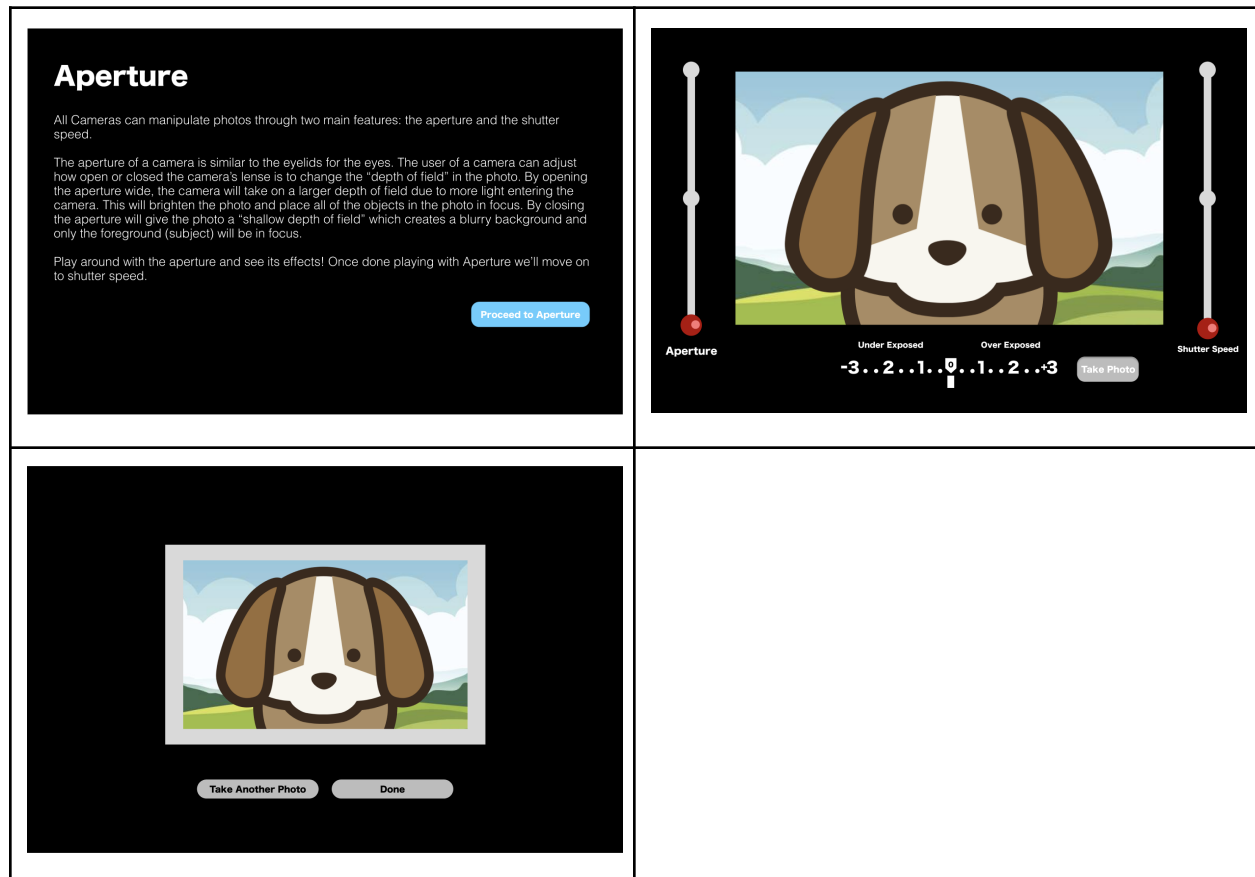 Aperture
All Cameras can manipulate photos through two main features: the aperture and the shutter
speed.
The aperture of a camera is similar to the eyelids for the eyes. The user of a camera can adjust
how open or closed the camera's lense is to change the “depth of field” in the photo. By opening
the aperture wide, the camera will take on a larger depth of field due to more light entering the
camera. This will brighten the photo and place all of the objects in the photo in focus. By closing
the aperture will give the photo a “shallow depth of field” which creates a blurry background and
only the foreground (subject) will be in focus.
Play around with the aperture and see its effects! Once done playing with Aperture we'll move on
to shutter speed.
Proceed to Aperture
Aperture
Under Exposed
Over Exposed
Shutter Speed
-3..2..1..0..1..2..+3
Take Photo
Take Another Photo
Done